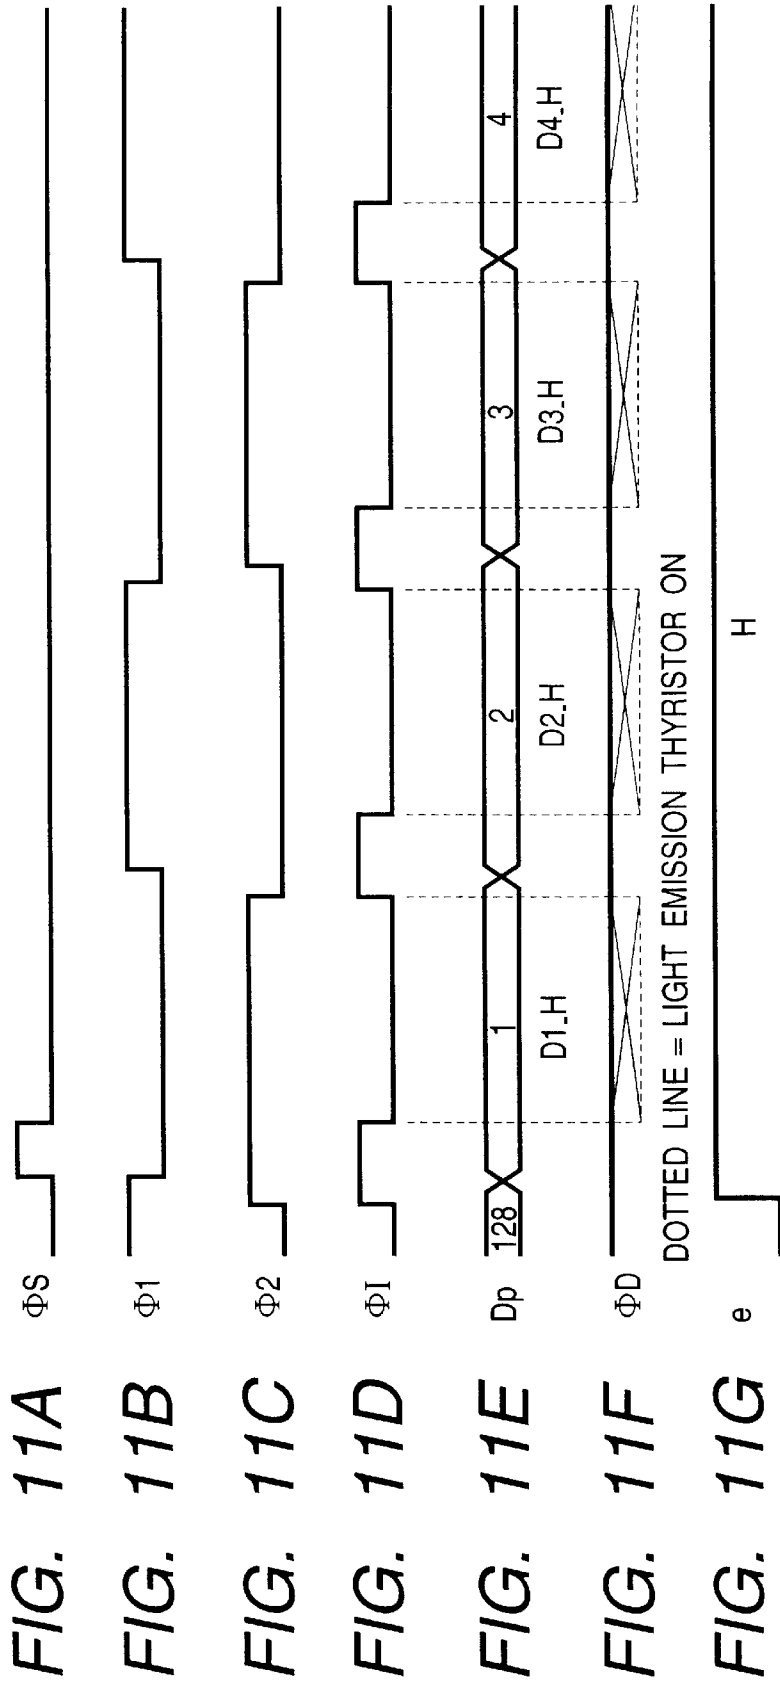 FIG. 11A ΦS
FIG. 11B Φ1
FIG. 11C Φ2
FIG. 11D ΦI
FIG. 11E Dp 128 1 2 3 4
D1_H D2_H D3_H D4_H
FIG. 11F ΦD
DOTTED LINE = LIGHT EMISSION THYRISTOR ON
FIG. 11G e H